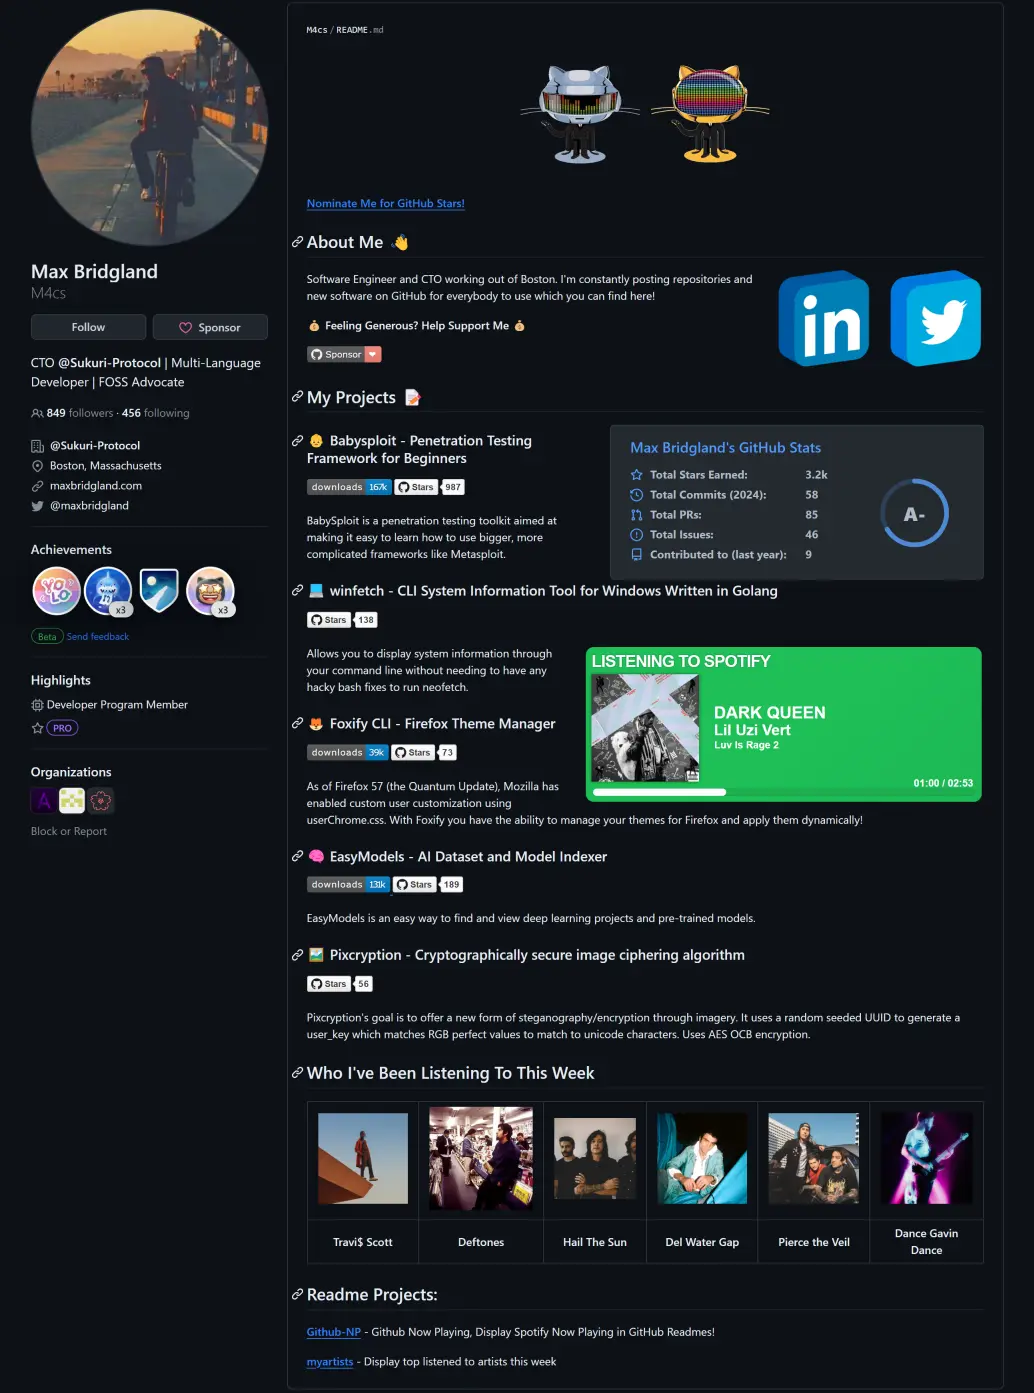 Max Bridgland
M4cs
Follow
Sponsor
CTO @Sukuri-Protocol | Multi-Language
Developer | FOSS Advocate
849 followers · 456 following
@Sukuri-Protocol
Boston, Massachusetts
maxbridgland.com
@maxbridgland
Achievements
YOLO
x3
x3
Beta Send feedback
Highlights
Developer Program Member
PRO
Organizations
Block or Report
M4cs / README.md
Nominate Me for GitHub Stars!
About Me 👋
Software Engineer and CTO working out of Boston. I'm constantly posting repositories and
new software on GitHub for everybody to use which you can find here!
💰 Feeling Generous? Help Support Me 💰
Sponsor
in
My Projects 📝
👴 Babysploit - Penetration Testing
Framework for Beginners
downloads 167k Stars 987
BabySploit is a penetration testing toolkit aimed at
making it easy to learn how to use bigger, more
complicated frameworks like Metasploit.
Max Bridgland's GitHub Stats
Total Stars Earned: 3.2k
Total Commits (2024): 58
Total PRs: 85
Total Issues: 46
Contributed to (last year): 9
A-
💻 winfetch - CLI System Information Tool for Windows Written in Golang
Stars 138
Allows you to display system information through
your command line without needing to have any
hacky bash fixes to run neofetch.
LISTENING TO SPOTIFY
DARK QUEEN
Lil Uzi Vert
Luv Is Rage 2
01:00 / 02:53
🦊 Foxify CLI - Firefox Theme Manager
downloads 39k Stars 73
As of Firefox 57 (the Quantum Update), Mozilla has
enabled custom user customization using
userChrome.css. With Foxify you have the ability to manage your themes for Firefox and apply them dynamically!
🧠 EasyModels - AI Dataset and Model Indexer
downloads 131k Stars 189
EasyModels is an easy way to find and view deep learning projects and pre-trained models.
🖼️ Pixcryption - Cryptographically secure image ciphering algorithm
Stars 56
Pixcryption's goal is to offer a new form of steganography/encryption through imagery. It uses a random seeded UUID to generate a
user_key which matches RGB perfect values to match to unicode characters. Uses AES OCB encryption.
Who I've Been Listening To This Week
Travi$ Scott
Deftones
Hail The Sun
Del Water Gap
Pierce the Veil
Dance Gavin
Dance
Readme Projects:
Github-NP - Github Now Playing, Display Spotify Now Playing in GitHub Readmes!
myartists - Display top listened to artists this week